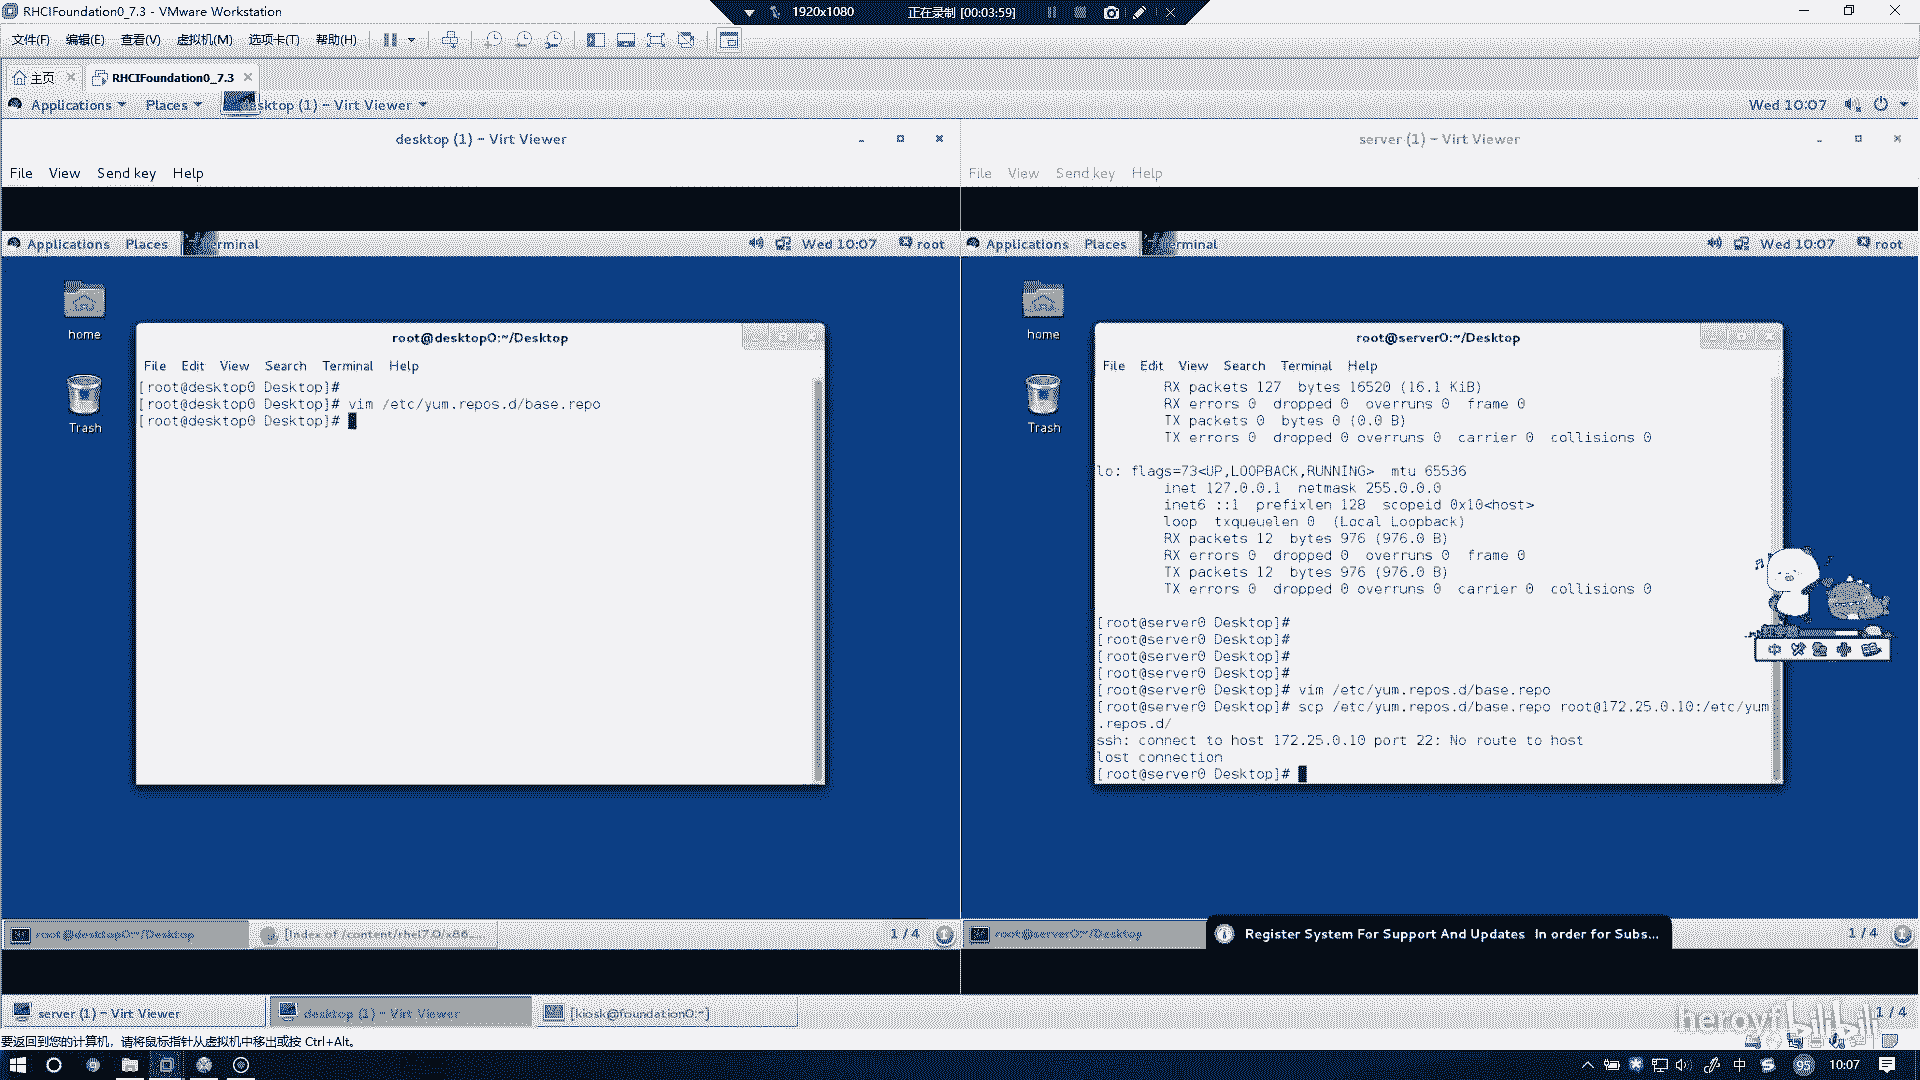 RHCIFoundation0_7.3 - VMware Workstation
1920x1080
正在录制 [00:03:59]
文件(F) 编辑(E) 查看(V) 虚拟机(M) 选项卡(T) 帮助(H)
主页
RHCIFoundation0_7.3
Applications Places desktop (1) - Virt Viewer
Wed 10:07
desktop (1) - Virt Viewer
File View Send key Help
Applications Places Terminal
Wed 10:07 root
home
Trash
root@desktop0:~/Desktop
File Edit View Search Terminal Help
[root@desktop0 Desktop]#
[root@desktop0 Desktop]# vim /etc/yum.repos.d/base.repo
[root@desktop0 Desktop]#
root@desktop0:~/Desktop
[Index of /content/rhel7.0/x86_...
1 / 4
server (1) - Virt Viewer
File View Send key Help
Applications Places Terminal
Wed 10:07 root
home
Trash
root@server0:~/Desktop
File Edit View Search Terminal Help
RX packets 127 bytes 16520 (16.1 KiB)
RX errors 0 dropped 0 overruns 0 frame 0
TX packets 0 bytes 0 (0.0 B)
TX errors 0 dropped 0 overruns 0 carrier 0 collisions 0
lo: flags=73<UP,LOOPBACK,RUNNING> mtu 65536
inet 127.0.0.1 netmask 255.0.0.0
inet6 ::1 prefixlen 128 scopeid 0x10<host>
loop txqueuelen 0 (Local Loopback)
RX packets 12 bytes 976 (976.0 B)
RX errors 0 dropped 0 overruns 0 frame 0
TX packets 12 bytes 976 (976.0 B)
TX errors 0 dropped 0 overruns 0 carrier 0 collisions 0
[root@server0 Desktop]#
[root@server0 Desktop]#
[root@server0 Desktop]#
[root@server0 Desktop]#
[root@server0 Desktop]# vim /etc/yum.repos.d/base.repo
[root@server0 Desktop]# scp /etc/yum.repos.d/base.repo root@172.25.0.10:/etc/yum
.repos.d/
ssh: connect to host 172.25.0.10 port 22: No route to host
lost connection
[root@server0 Desktop]#
中
root@server0:~/Desktop
Register System For Support And Updates In order for Subs...
1 / 4
server (1) - Virt Viewer
desktop (1) - Virt Viewer
[kiosk@foundation0:~]
1 / 4
heroyf bilibili
要返回到您的计算机，请将鼠标指针从虚拟机中移出或按 Ctrl+Alt。
中
95
10:07